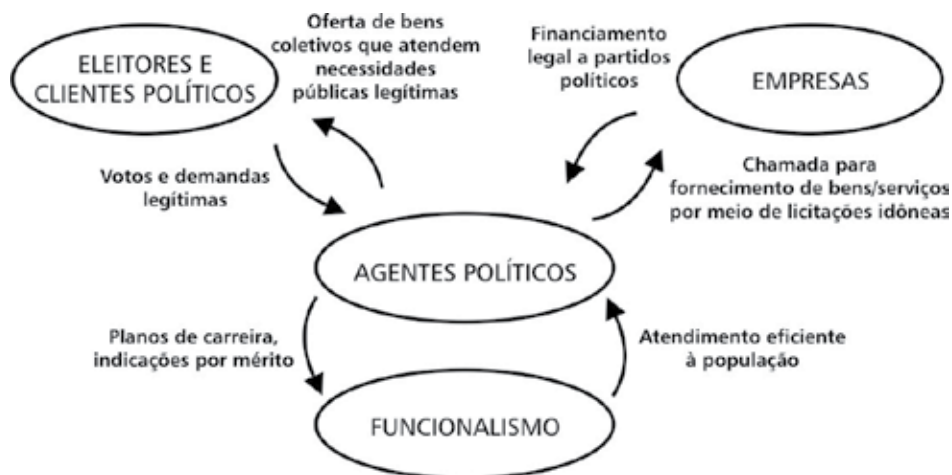 Oferta de bens
coletivos que atendem
necessidades
públicas legítimas
ELEITORES E
CLIENTES POLÍTICOS
Financiamento
legal a partidos
políticos
EMPRESAS
Votos e demandas
legítimas
Chamada para
fornecimento de bens/serviços
por meio de licitações idôneas
AGENTES POLÍTICOS
Planos de carreira,
indicações por mérito
Atendimento eficiente
à população
FUNCIONALISMO